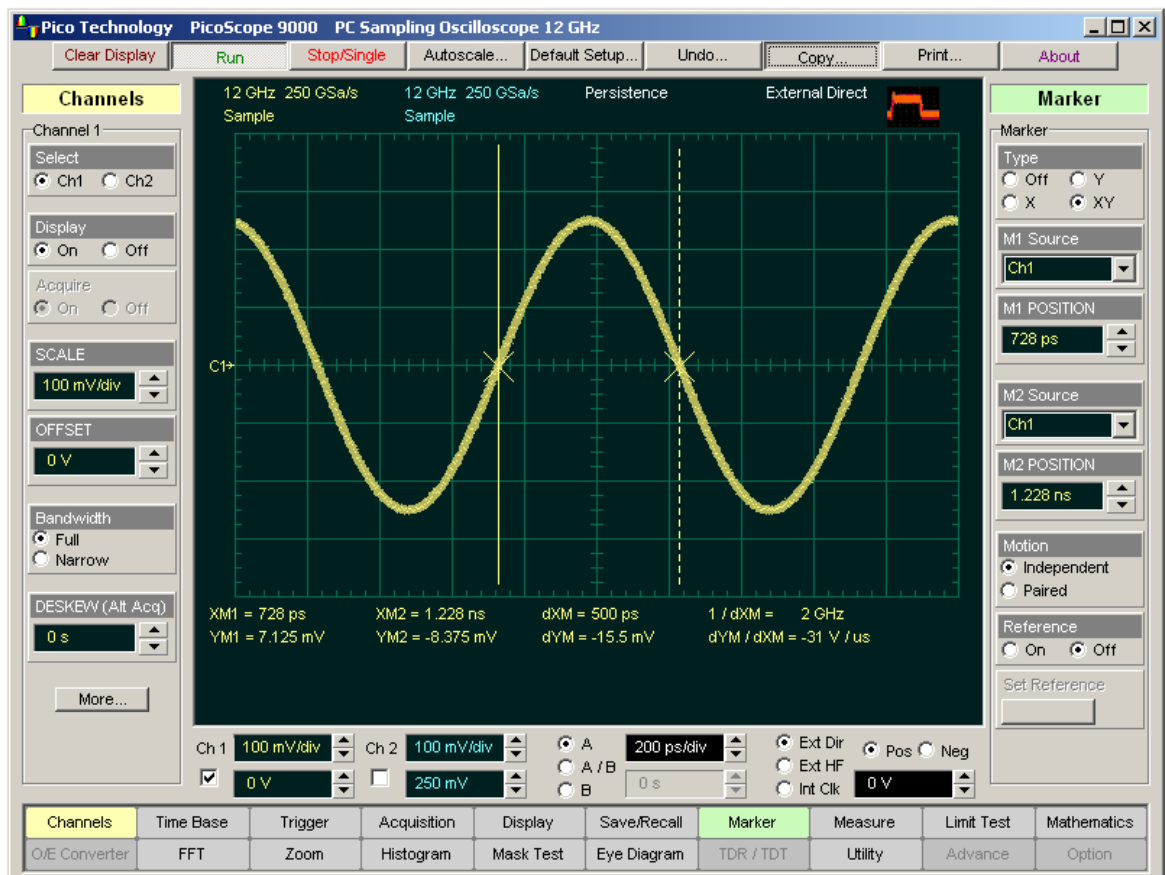 Pico Technology PicoScope 9000 PC Sampling Oscilloscope 12 GHz
Clear Display Run Stop/Single Autoscale... Default Setup... Undo... Copy... Print... About
Channels
Channel 1
Select
Ch1 Ch2
Display
On Off
Acquire
On Off
SCALE
100 mV/div
OFFSET
0 V
Bandwidth
Full
Narrow
DESKEW (Alt Acq)
0 s
More...
12 GHz 250 GSa/s 12 GHz 250 GSa/s Persistence External Direct
Sample Sample
C1
XM1 = 728 ps XM2 = 1.228 ns dXM = 500 ps 1 / dXM = 2 GHz
YM1 = 7.125 mV YM2 = -8.375 mV dYM = -15.5 mV dYM / dXM = -31 V / us
Marker
Marker
Type
Off Y
X XY
M1 Source
Ch1
M1 POSITION
728 ps
M2 Source
Ch1
M2 POSITION
1.228 ns
Motion
Independent
Paired
Reference
On Off
Set Reference
Ch 1 100 mV/div Ch 2 100 mV/div A 200 ps/div Ext Dir Pos Neg
A / B Ext HF
0 V 250 mV B 0 s Int Clk 0 V
Channels Time Base Trigger Acquisition Display Save/Recall Marker Measure Limit Test Mathematics
O/E Converter FFT Zoom Histogram Mask Test Eye Diagram TDR / TDT Utility Advance Option